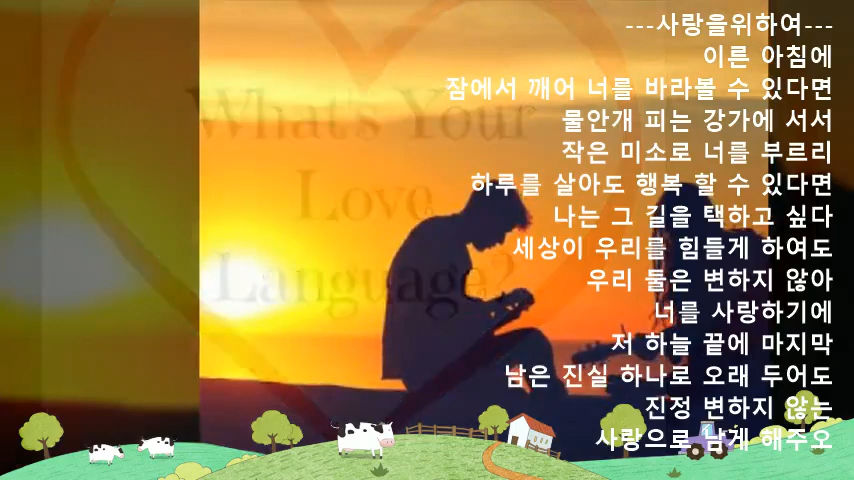 ---사랑을위하여---
이른 아침에
잠에서 깨어 너를 바라볼 수 있다면
물안개 피는 강가에 서서
작은 미소로 너를 부르리
하루를 살아도 행복 할 수 있다면
나는 그 길을 택하고 싶다
세상이 우리를 힘들게 하여도
우리 둘은 변하지 않아
너를 사랑하기에
저 하늘 끝에 마지막
남은 진실 하나로 오래 두어도
진정 변하지 않는
사랑으로 남게 해주오
What's Your
Love
Language?